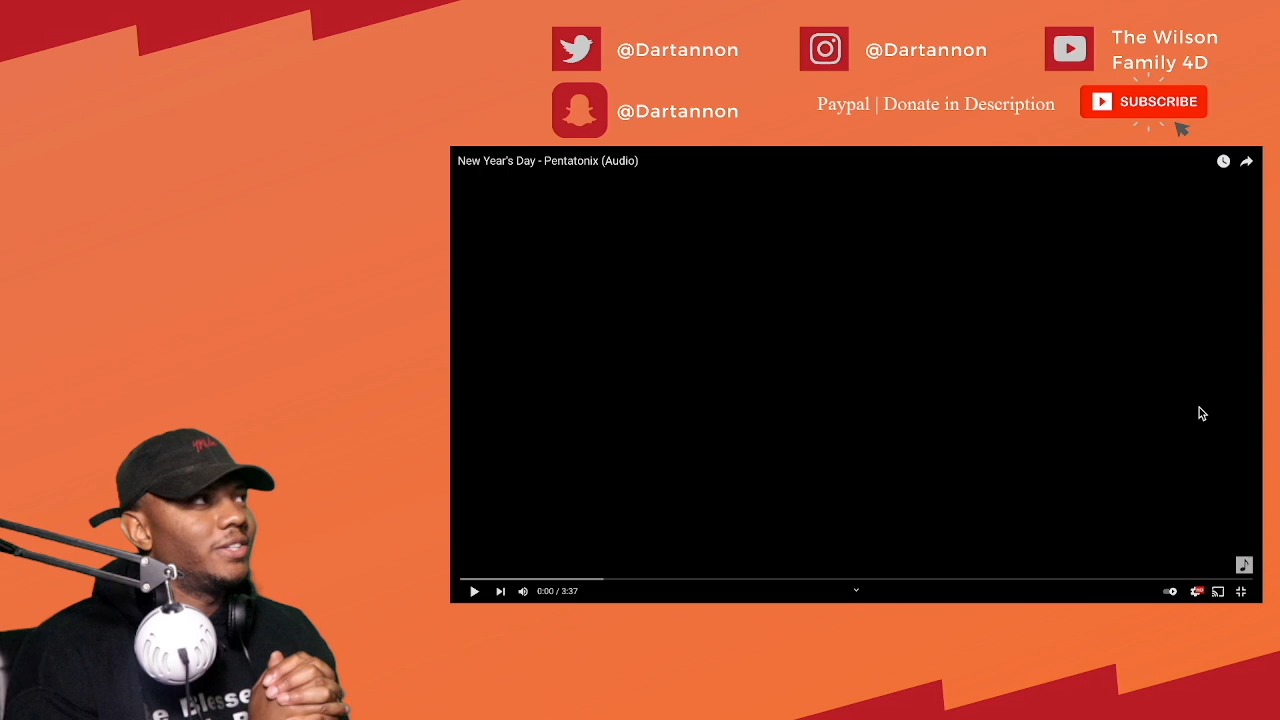 @Dartannon
@Dartannon
The Wilson
Family 4D
@Dartannon
Paypal | Donate in Description
SUBSCRIBE
New Year's Day - Pentatonix (Audio)
0:00 / 3:37
Blesse